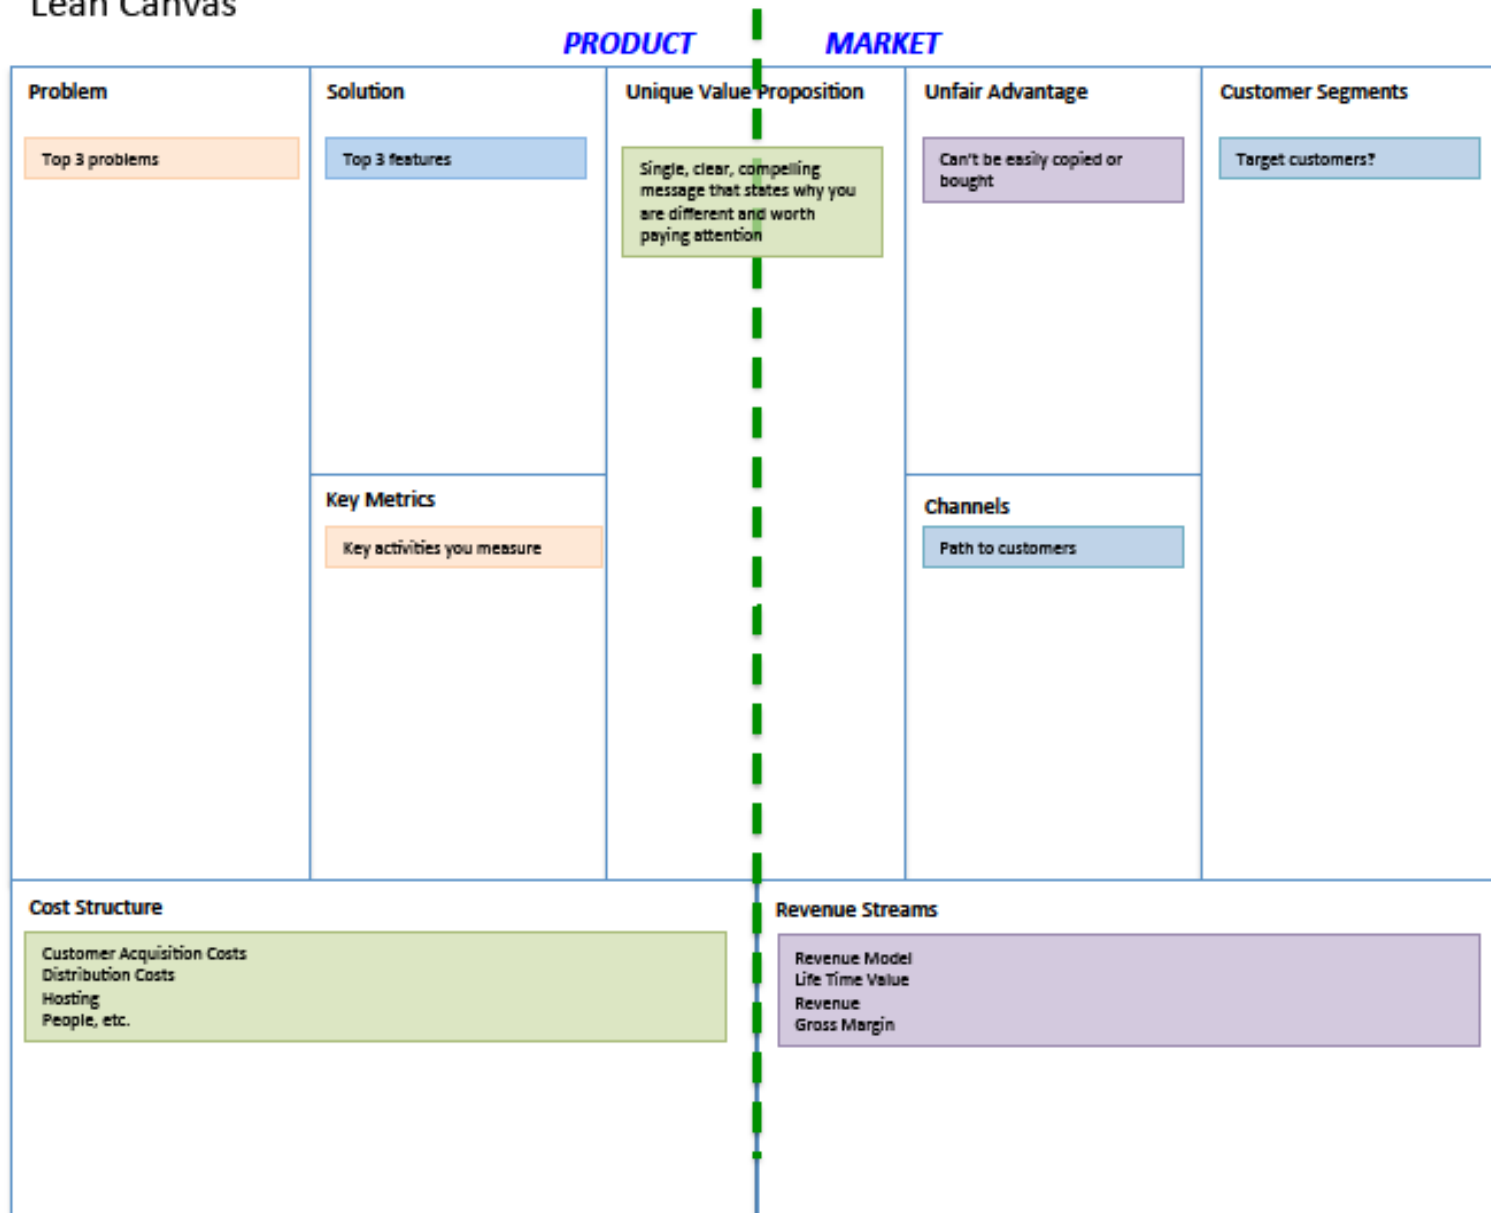 Lean Canvas
PRODUCT
MARKET
Problem
Top 3 problems
Solution
Top 3 features
Key Metrics
Key activities you measure
Unique Value Proposition
Single, clear, compelling
message that states why you
are different and worth
paying attention
Unfair Advantage
Can't be easily copied or
bought
Channels
Path to customers
Customer Segments
Target customers?
Cost Structure
Customer Acquisition Costs
Distribution Costs
Hosting
People, etc.
Revenue Streams
Revenue Model
Life Time Value
Revenue
Gross Margin